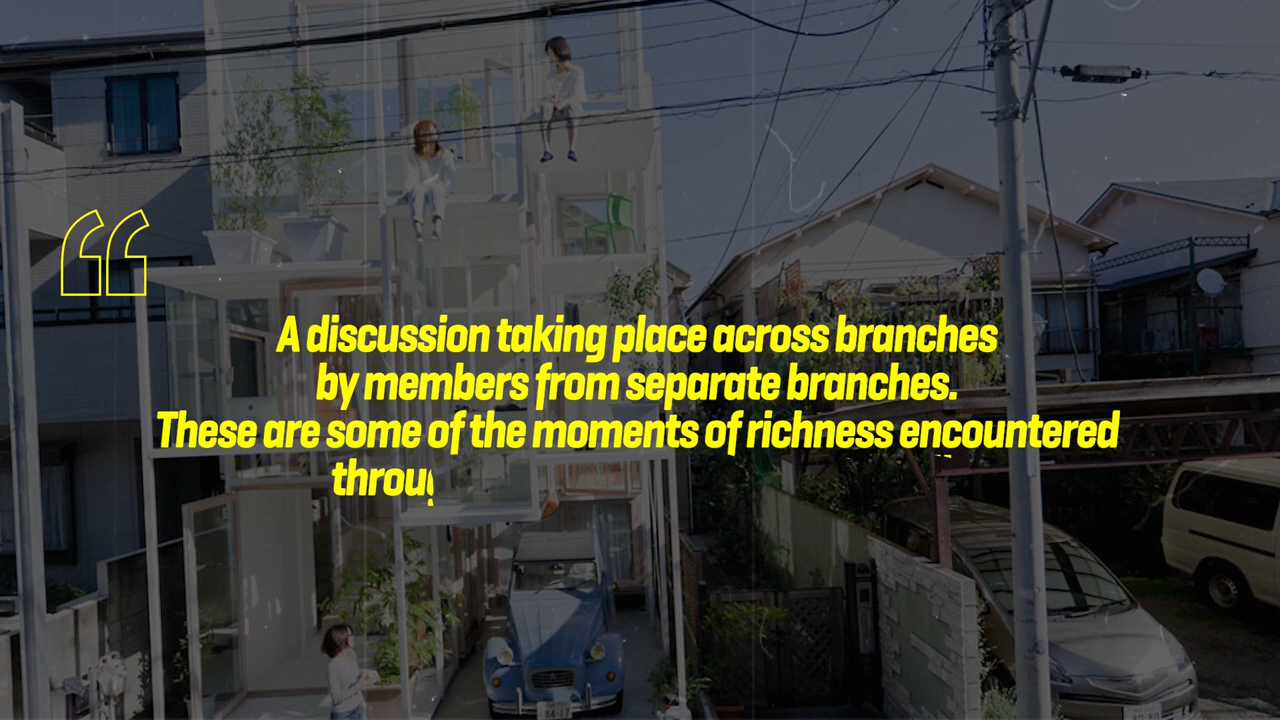 “
A discussion taking place across branches
by members from separate branches.
These are some of the moments of richness encountered